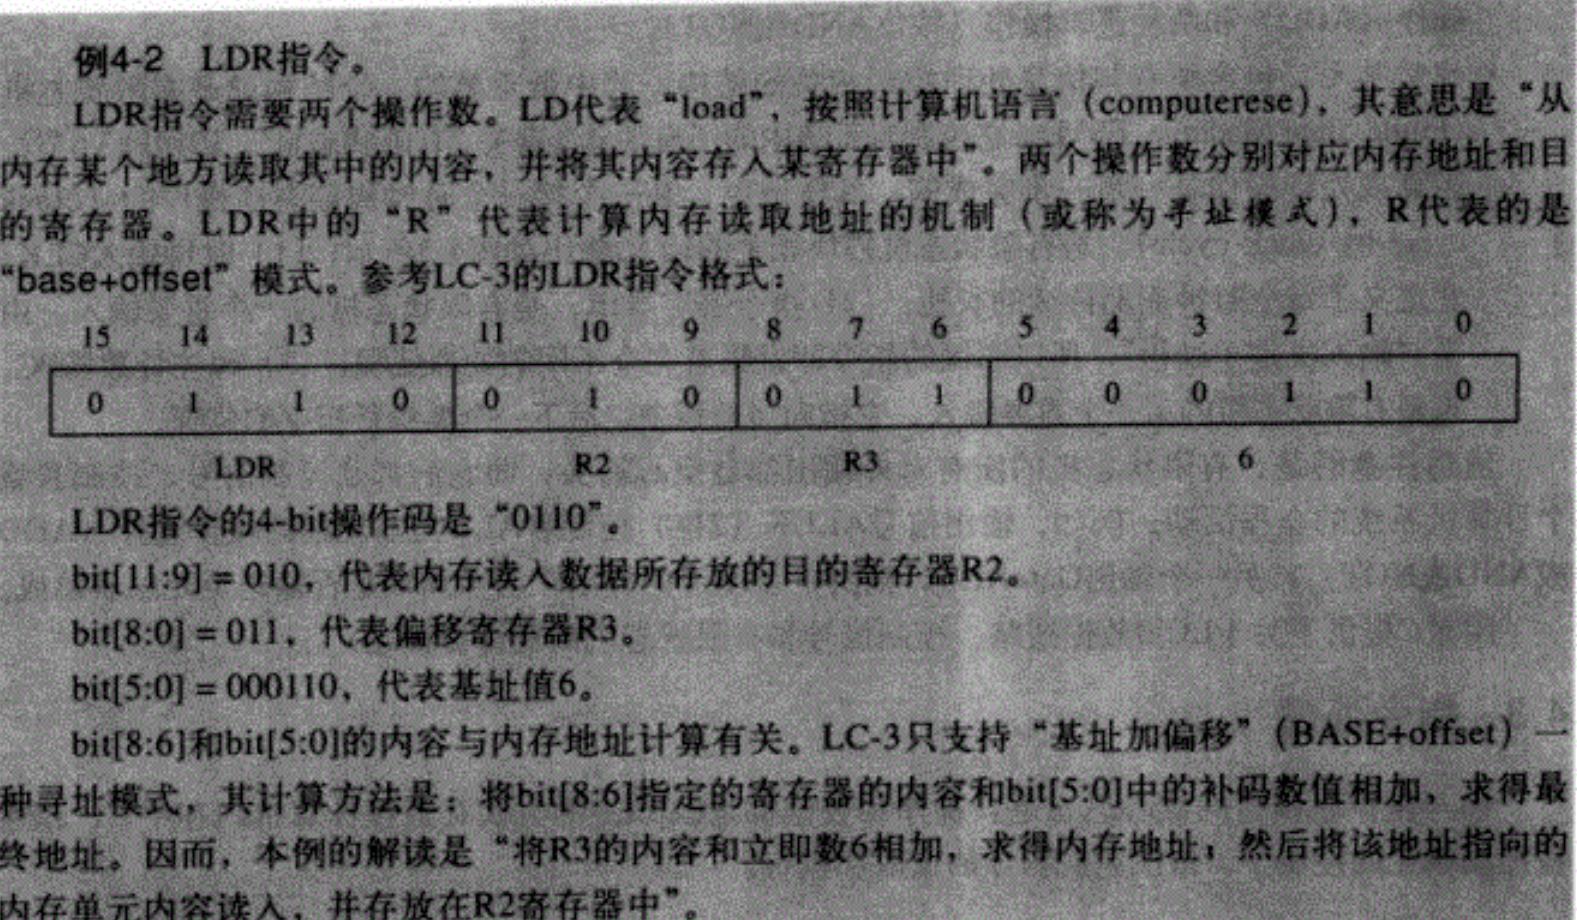 例4-2 LDR指令。
LDR指令需要两个操作数。LD代表“load”，按照计算机语言（computerese），其意思是“从
内存某个地方读取其中的内容，并将其内容存入某寄存器中”。两个操作数分别对应内存地址和目
的寄存器。LDR中的“R”代表计算内存读取地址的机制（或称为寻址模式），R代表的是
“base+offset”模式。参考LC-3的LDR指令格式：
15 14 13 12 11 10 9 8 7 6 5 4 3 2 1 0
0 1 1 0 0 1 0 0 1 1 0 0 0 1 1 0
LDR R2 R3 6
LDR指令的4-bit操作码是“0110”。
bit[11:9] = 010，代表内存读入数据所存放的目的寄存器R2。
bit[8:0] = 011，代表偏移寄存器R3。
bit[5:0] = 000110，代表基址值6。
bit[8:6]和bit[5:0]的内容与内存地址计算有关。LC-3只支持“基址加偏移”（BASE+offset）一
种寻址模式，其计算方法是：将bit[8:6]指定的寄存器的内容和bit[5:0]中的补码数值相加，求得最
终地址。因而，本例的解读是“将R3的内容和立即数6相加，求得内存地址；然后将该地址指向的
内存单元内容读入，并存放在R2寄存器中”。